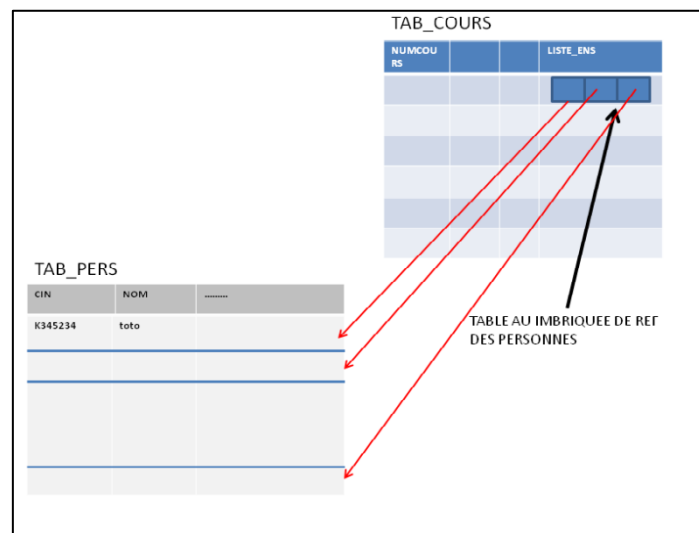 TAB_COURS
NUMCOU
RS
LISTE_ENS
TAB_PERS
CIN NOM .........
K345234 toto
TABLE AU IMBRIQUEE DE REF
DES PERSONNES